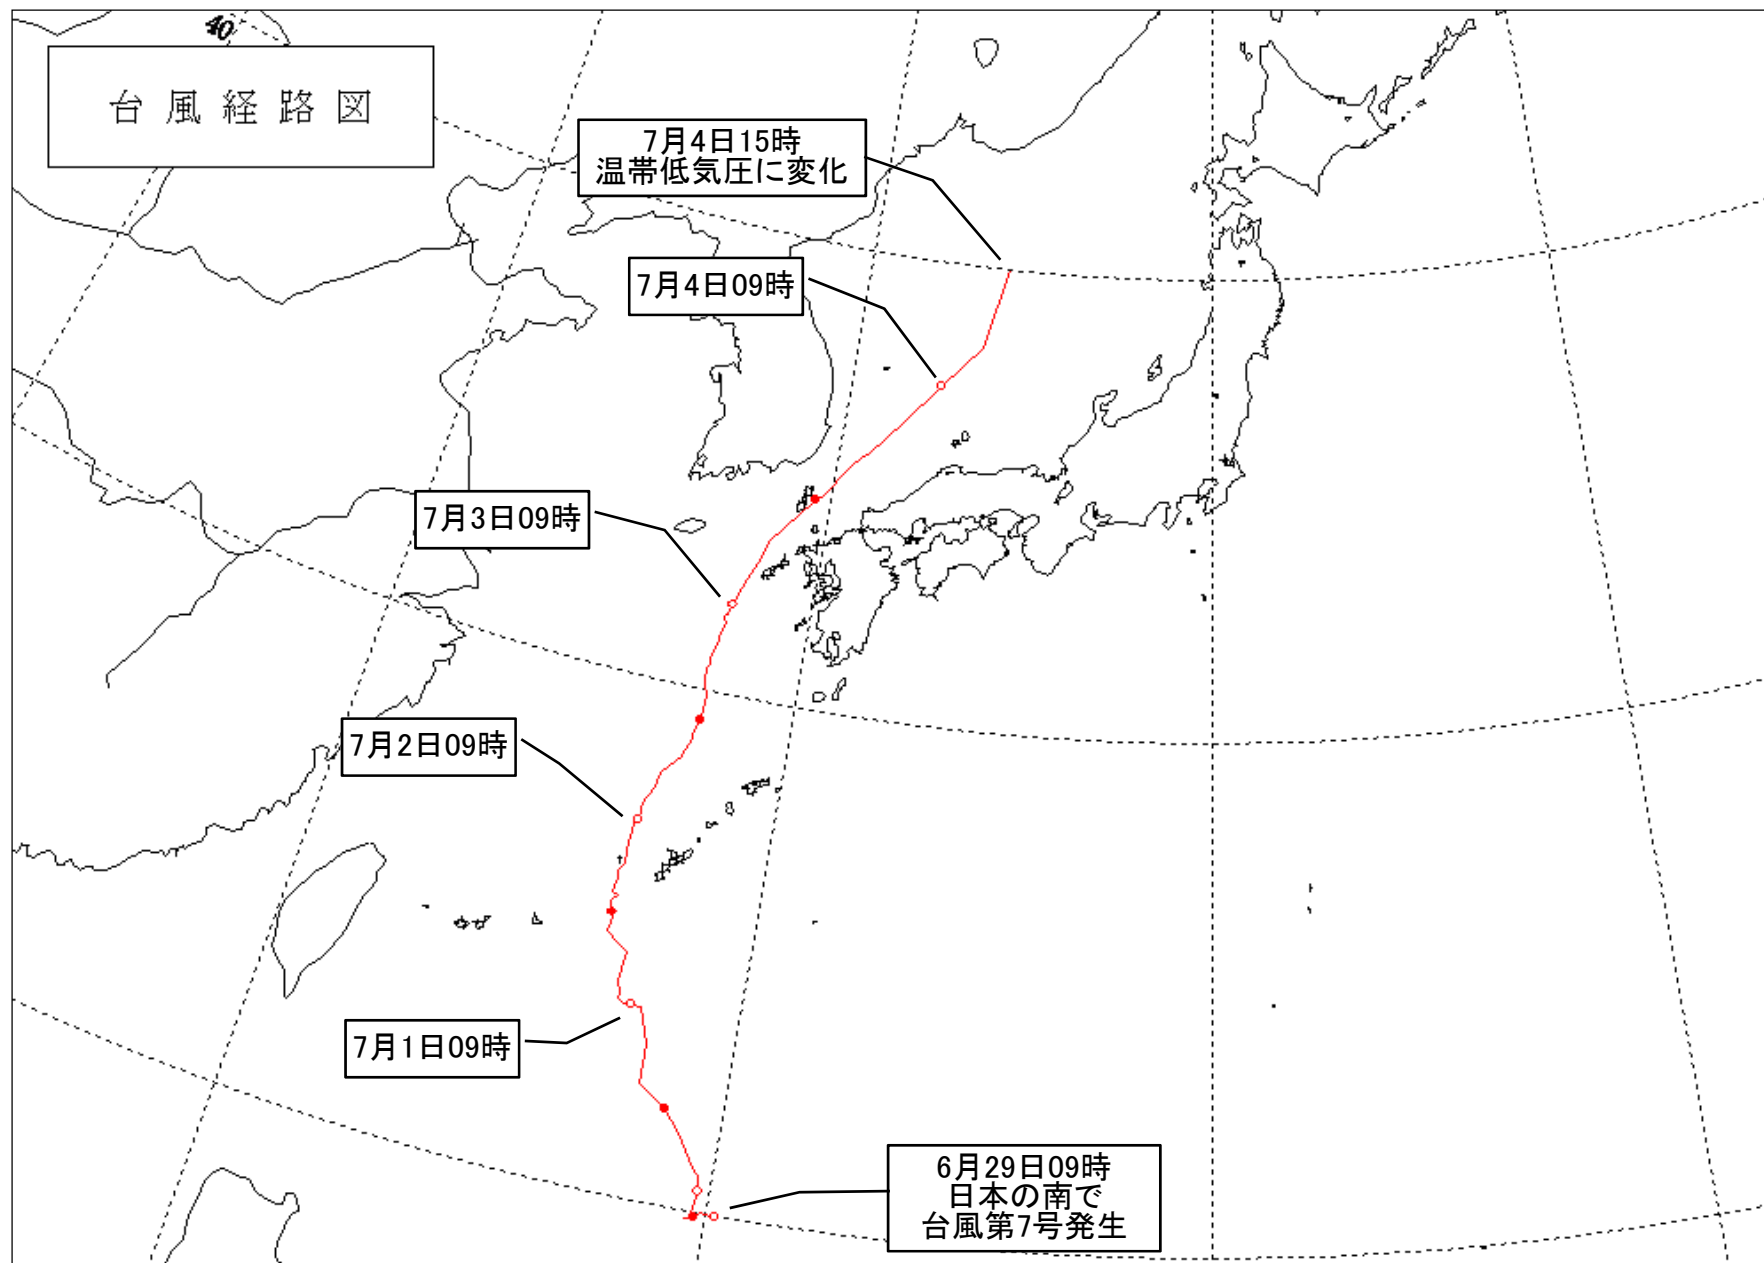 40
台風経路図
7月4日15時
温帯低気圧に変化
7月4日09時
7月3日09時
7月2日09時
7月1日09時
6月29日09時
日本の南で
台風第7号発生